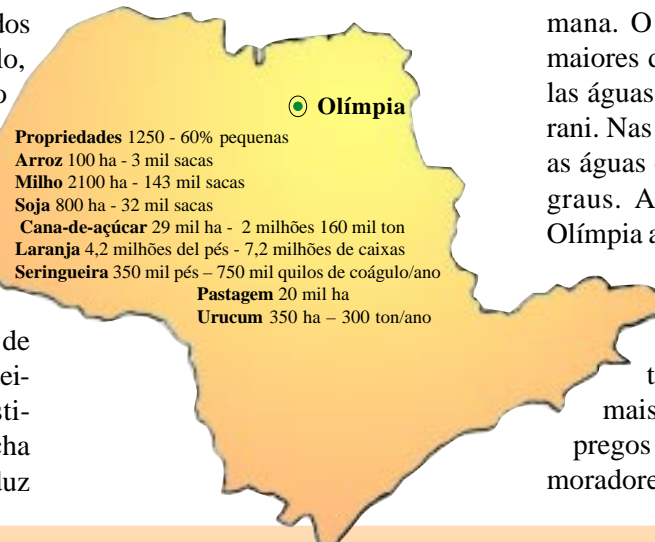 dos
lo,
o
de
ei-
sti-
cha
duz
Olímpia
Propriedades 1250 - 60% pequenas
Arroz 100 ha - 3 mil sacas
Milho 2100 ha - 143 mil sacas
Soja 800 ha - 32 mil sacas
Cana-de-açúcar 29 mil ha - 2 milhões 160 mil ton
Laranja 4,2 milhões del pés - 7,2 milhões de caixas
Seringueira 350 mil pés – 750 mil quilos de coágulo/ano
Pastagem 20 mil ha
Urucum 350 ha – 300 ton/ano
mana. O
maiores
las águas
rani. Nas
as águas
graus. A
Olímpia a
t
mais
pregos
moradore